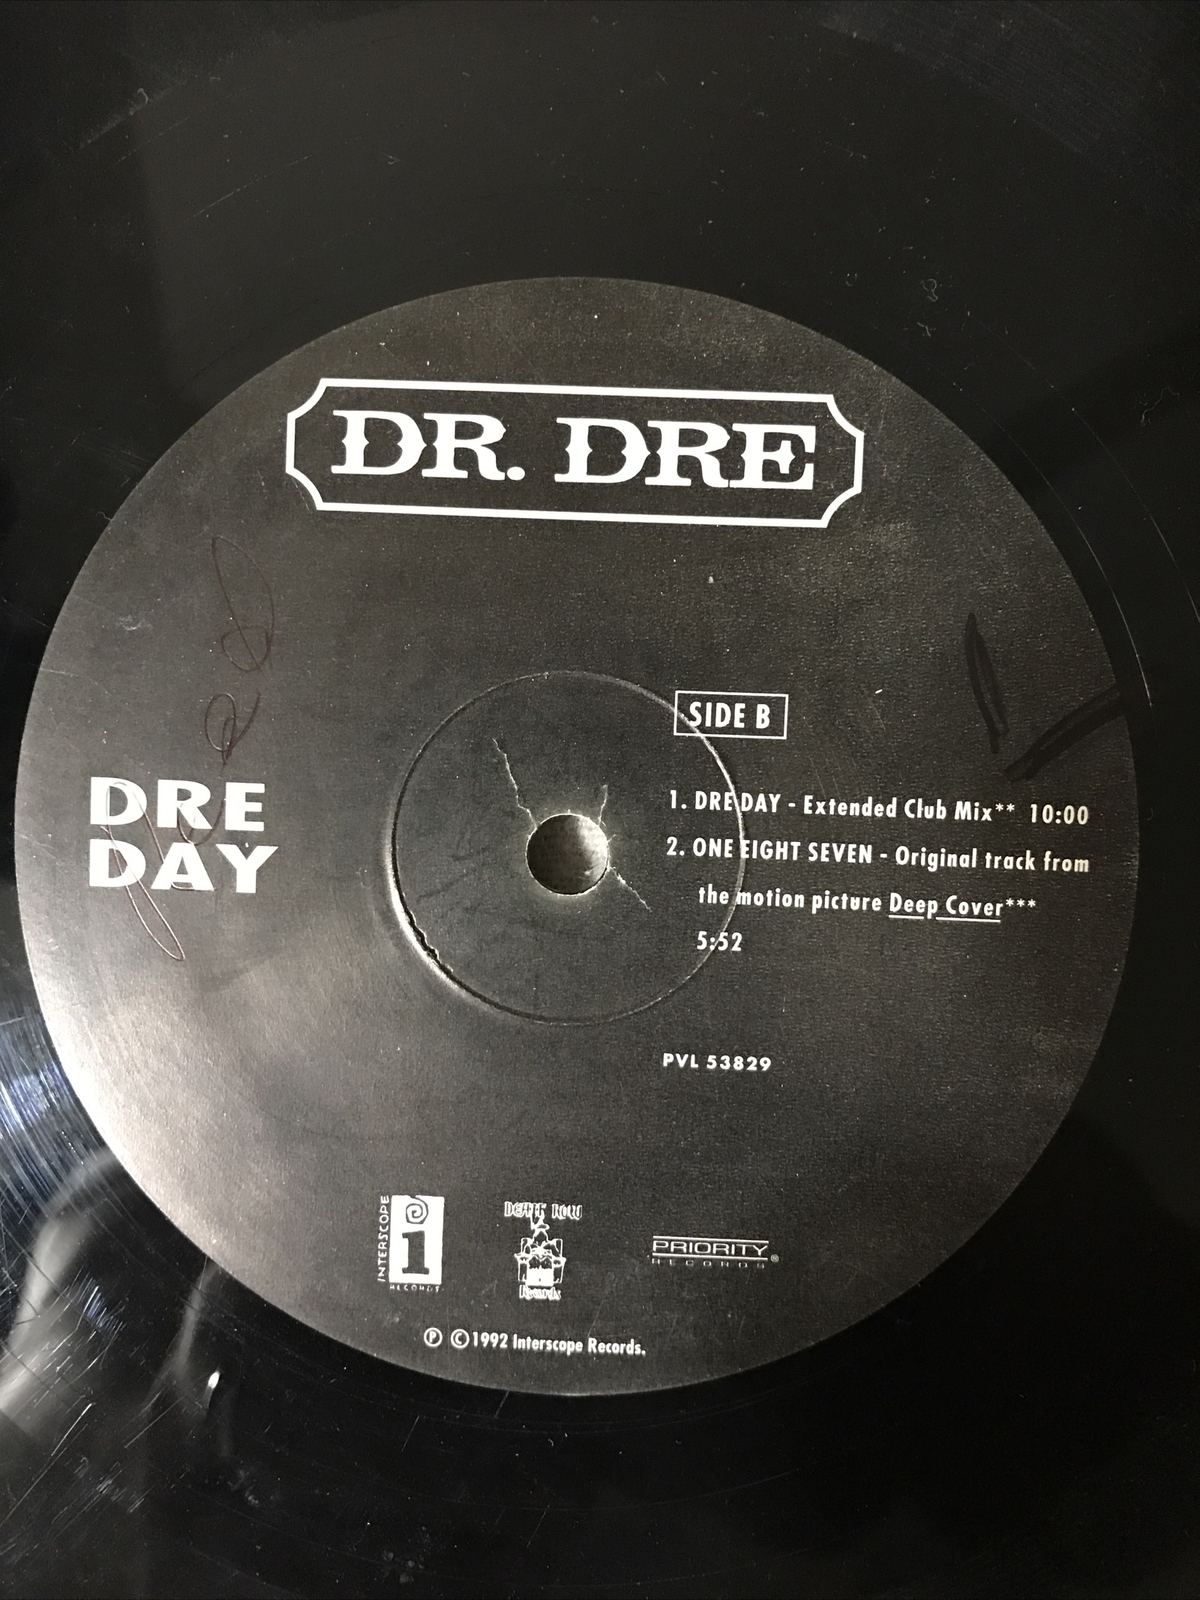 DR. DRE
SIDE B
DRE
DAY
1. DRE DAY - Extended Club Mix** 10:00
2. ONE EIGHT SEVEN - Original track from
the motion picture Deep Cover***
5:52
PVL 53829
INTERSCOPE
1
RECORDS
DEATH ROW
Records
PRIORITY®
RECORDS
Ⓟ ©1992 Interscope Records.